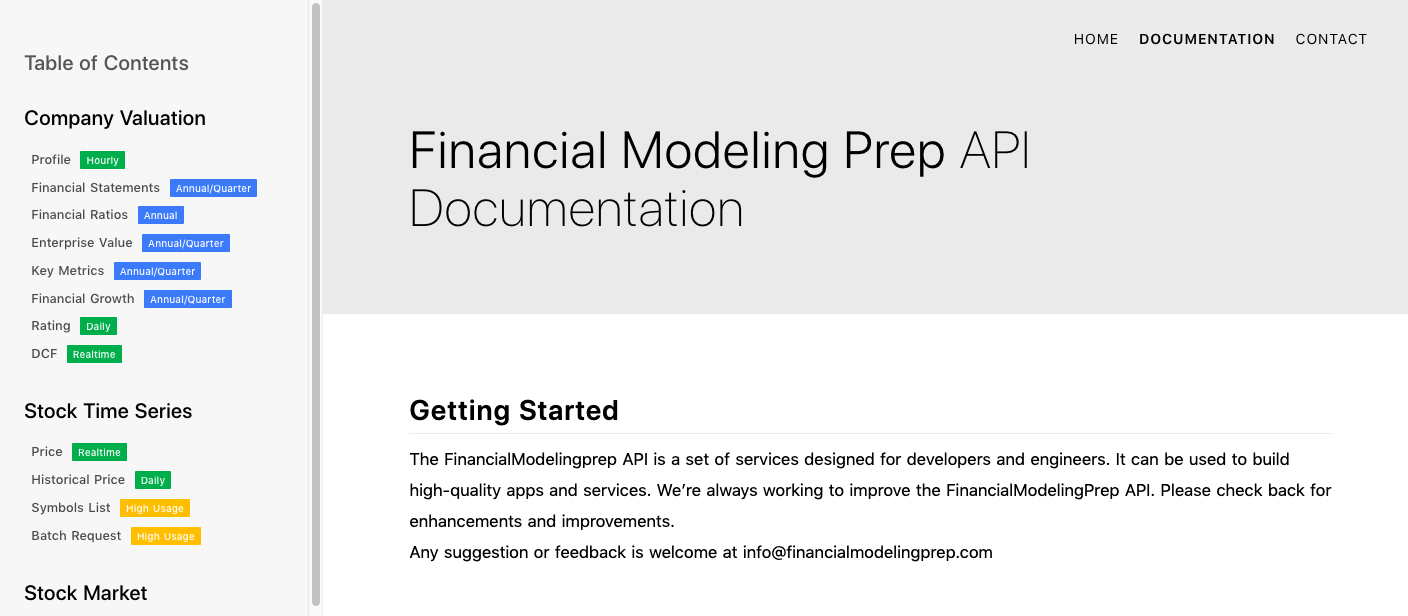 Table of Contents
Company Valuation
Profile Hourly
Financial Statements Annual/Quarter
Financial Ratios Annual
Enterprise Value Annual/Quarter
Key Metrics Annual/Quarter
Financial Growth Annual/Quarter
Rating Daily
DCF Realtime
Stock Time Series
Price Realtime
Historical Price Daily
Symbols List High Usage
Batch Request High Usage
Stock Market
HOME DOCUMENTATION CONTACT
Financial Modeling Prep API
Documentation
Getting Started
The FinancialModelingprep API is a set of services designed for developers and engineers. It can be used to build
high-quality apps and services. We’re always working to improve the FinancialModelingPrep API. Please check back for
enhancements and improvements.
Any suggestion or feedback is welcome at info@financialmodelingprep.com